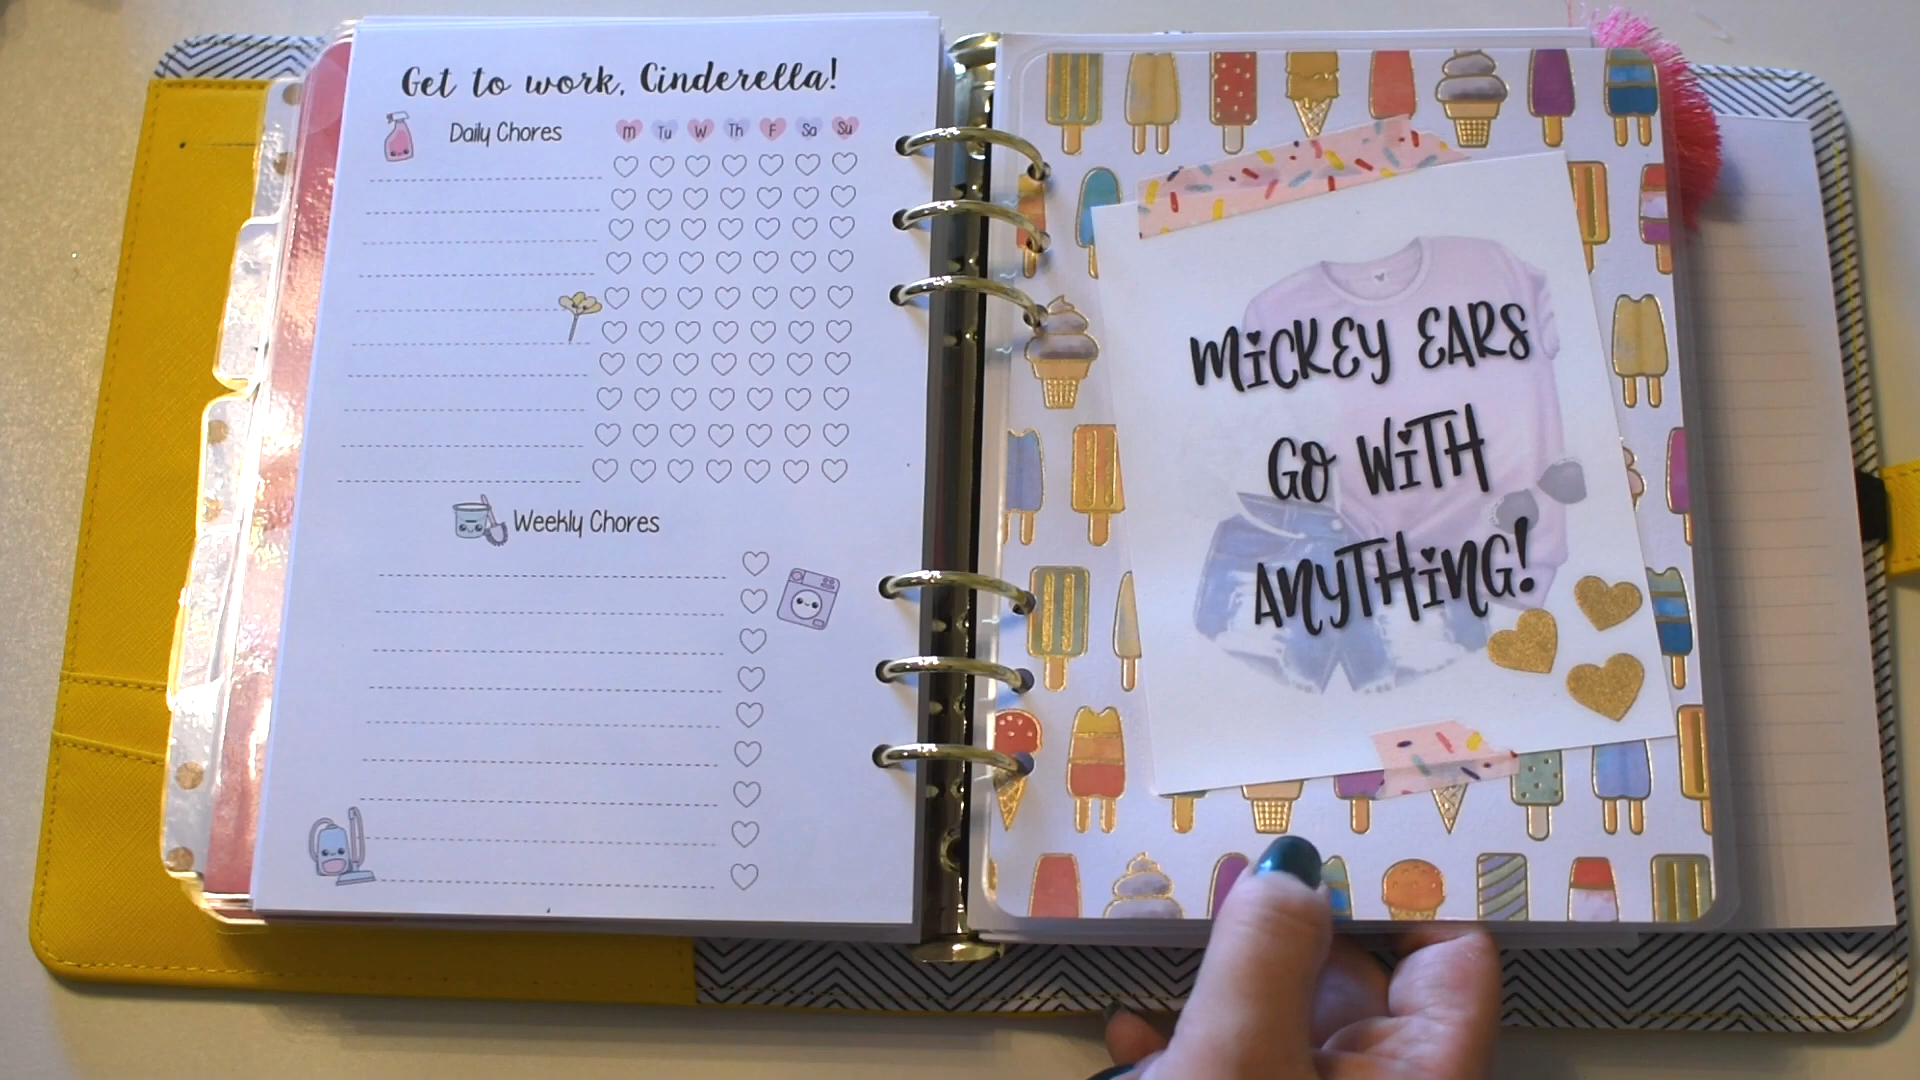 Get to work, Cinderella!
Daily Chores M Tu W Th F Sa Su
Weekly Chores
MiCKEY EARS
GO WiTH
ANYTHiNG!